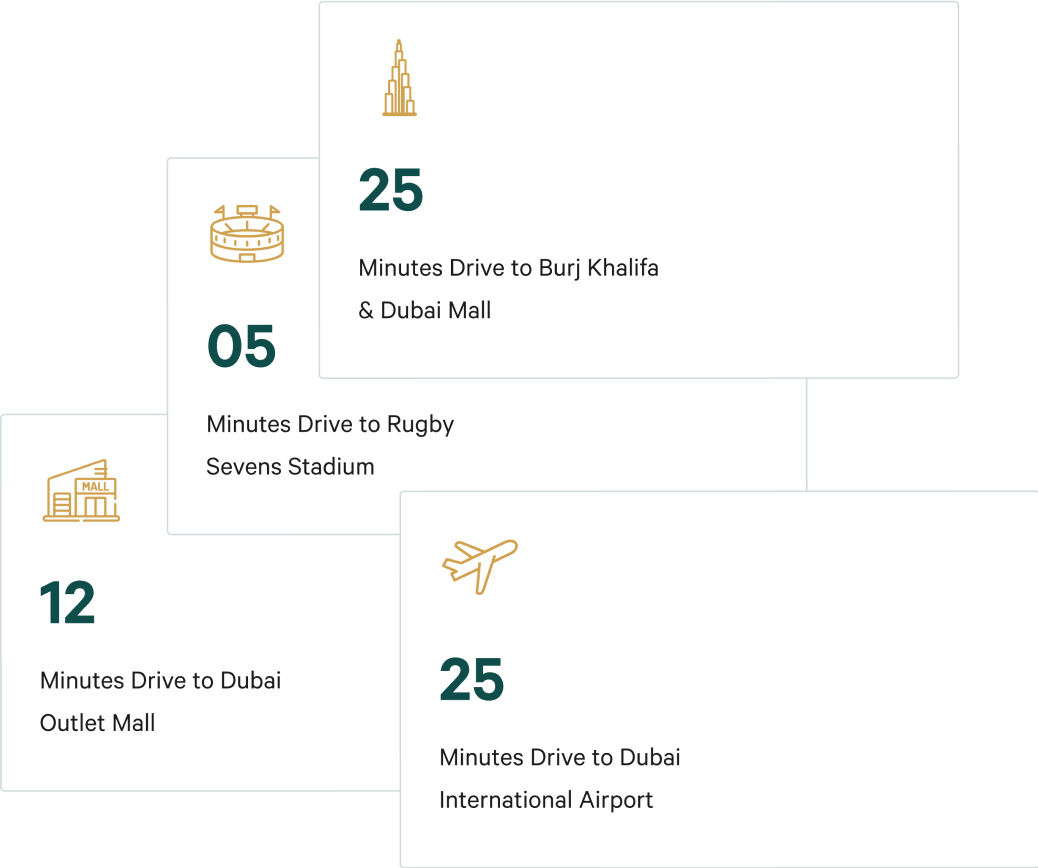 25
Minutes Drive to Burj Khalifa
& Dubai Mall
05
Minutes Drive to Rugby
Sevens Stadium
MALL
12
Minutes Drive to Dubai
Outlet Mall
25
Minutes Drive to Dubai
International Airport